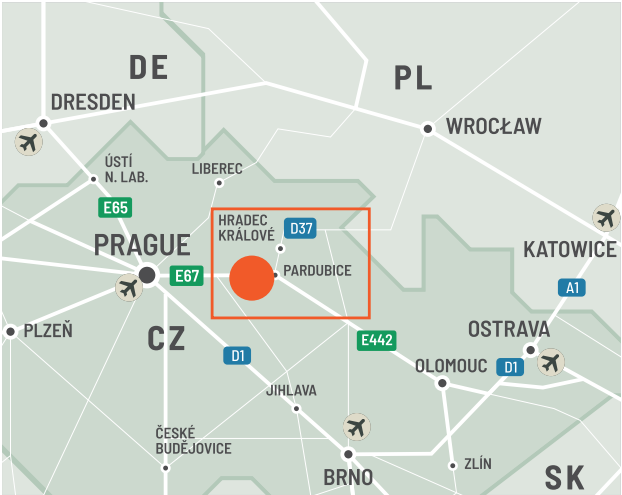 DE
PL
DRESDEN
WROCŁAW
ÚSTÍ
N. LAB.
LIBEREC
E65
HRADEC
KRÁLOVÉ
D37
PRAGUE
KATOWICE
E67
PARDUBICE
A1
PLZEŇ
CZ
E442
OSTRAVA
D1
OLOMOUC
D1
JIHLAVA
ČESKÉ
BUDĚJOVICE
BRNO
ZLÍN
SK